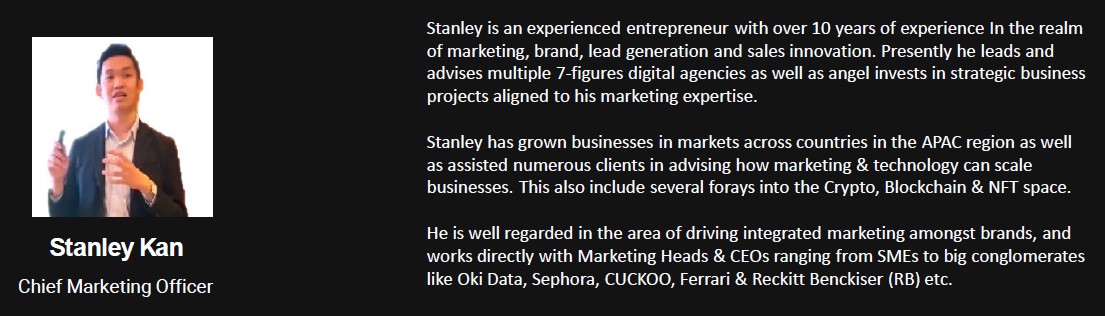 Stanley Kan
Chief Marketing Officer
Stanley is an experienced entrepreneur with over 10 years of experience In the realm
of marketing, brand, lead generation and sales innovation. Presently he leads and
advises multiple 7-figures digital agencies as well as angel invests in strategic business
projects aligned to his marketing expertise.
Stanley has grown businesses in markets across countries in the APAC region as well
as assisted numerous clients in advising how marketing & technology can scale
businesses. This also include several forays into the Crypto, Blockchain & NFT space.
He is well regarded in the area of driving integrated marketing amongst brands, and
works directly with Marketing Heads & CEOs ranging from SMEs to big conglomerates
like Oki Data, Sephora, CUCKOO, Ferrari & Reckitt Benckiser (RB) etc.